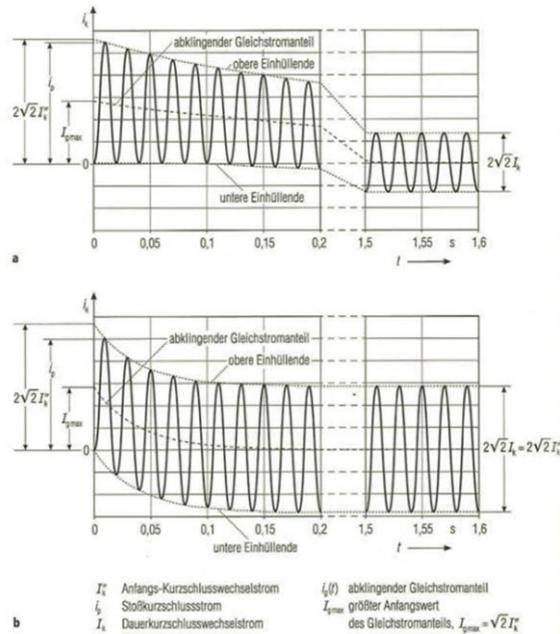 iₖ
abklingender Gleichstromanteil
obere Einhüllende
2√2 I″ₖ
iₚ
I_gmax
0
untere Einhüllende
2√2 Iₖ
0 0,05 0,1 0,15 0,2 1,5 1,55 s 1,6
t
a
iₖ
abklingender Gleichstromanteil
obere Einhüllende
2√2 I″ₖ
iₚ
I_gmax
0
untere Einhüllende
2√2 Iₖ = 2√2 I″ₖ
0 0,05 0,1 0,15 0,2 1,5 1,55 s 1,6
t
I″ₖ Anfangs-Kurzschlusswechselstrom
iₚ Stoßkurzschlussstrom
Iₖ Dauerkurzschlusswechselstrom
i_g(t) abklingender Gleichstromanteil
I_gmax größter Anfangswert
des Gleichstromanteils, I_gmax = √2 I″ₖ
b